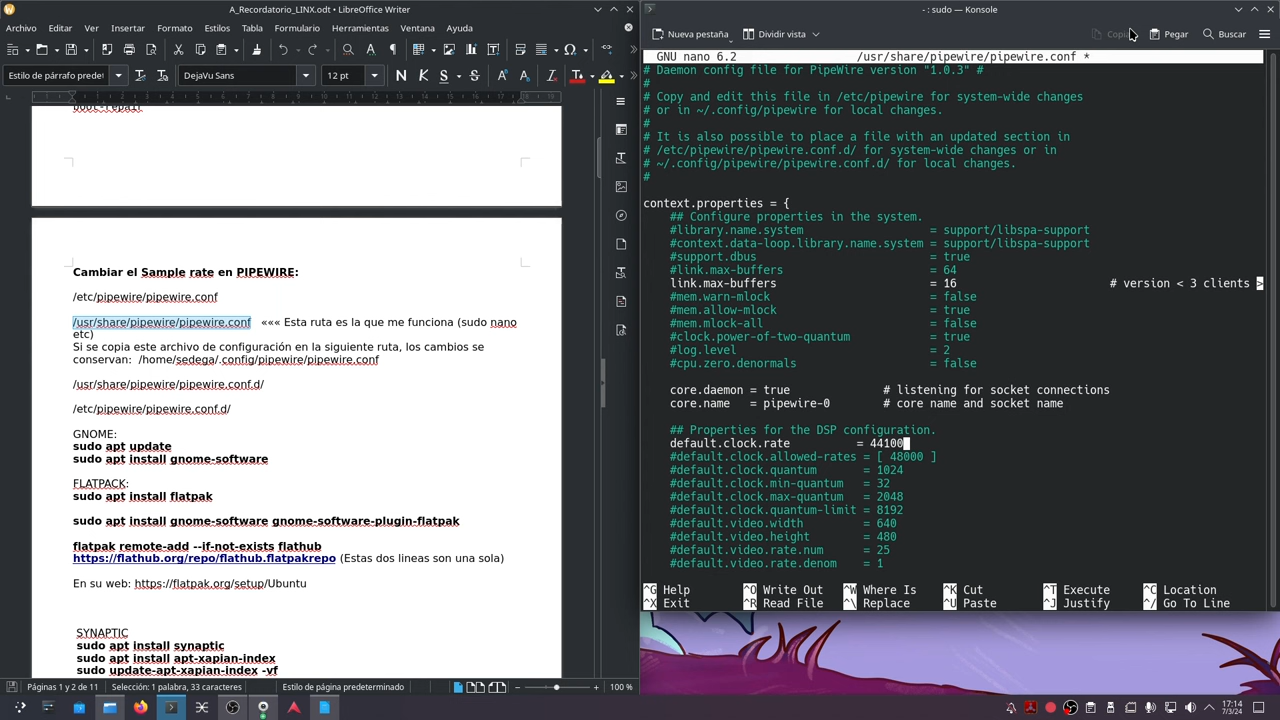 A_Recordatorio_LINX.odt • LibreOffice Writer
Archivo Editar Ver Insertar Formato Estilos Tabla Formulario Herramientas Ventana Ayuda
Estilo de párrafo predef
DejaVu Sans
12 pt
N K S A A A
boot-repair
Cambiar el Sample rate en PIPEWIRE:
/etc/pipewire/pipewire.conf
/usr/share/pipewire/pipewire.conf ««« Esta ruta es la que me funciona (sudo nano
etc)
Si se copia este archivo de configuración en la siguiente ruta, los cambios se
conservan: /home/sedega/.config/pipewire/pipewire.conf
/usr/share/pipewire/pipewire.conf.d/
/etc/pipewire/pipewire.conf.d/
GNOME:
sudo apt update
sudo apt install gnome-software
FLATPACK:
sudo apt install flatpak
sudo apt install gnome-software gnome-software-plugin-flatpak
flatpak remote-add --if-not-exists flathub
https://flathub.org/repo/flathub.flatpakrepo (Estas dos lineas son una sola)
En su web: https://flatpak.org/setup/Ubuntu
SYNAPTIC
sudo apt install synaptic
sudo apt install apt-xapian-index
sudo update-apt-xapian-index -vf
Páginas 1 y 2 de 11
Selección: 1 palabra, 33 caracteres
Estilo de página predeterminado
100 %
- : sudo — Konsole
Nueva pestaña
Dividir vista
Pegar
Buscar
GNU nano 6.2 /usr/share/pipewire/pipewire.conf *
# Daemon config file for PipeWire version "1.0.3" #
#
# Copy and edit this file in /etc/pipewire for system-wide changes
# or in ~/.config/pipewire for local changes.
#
# It is also possible to place a file with an updated section in
# /etc/pipewire/pipewire.conf.d/ for system-wide changes or in
# ~/.config/pipewire/pipewire.conf.d/ for local changes.
#
context.properties = {
## Configure properties in the system.
#library.name.system = support/libspa-support
#context.data-loop.library.name.system = support/libspa-support
#support.dbus = true
#link.max-buffers = 64
link.max-buffers = 16 # version < 3 clients >
#mem.warn-mlock = false
#mem.allow-mlock = true
#mem.mlock-all = false
#clock.power-of-two-quantum = true
#log.level = 2
#cpu.zero.denormals = false
core.daemon = true # listening for socket connections
core.name = pipewire-0 # core name and socket name
## Properties for the DSP configuration.
default.clock.rate = 44100
#default.clock.allowed-rates = [ 48000 ]
#default.clock.quantum = 1024
#default.clock.min-quantum = 32
#default.clock.max-quantum = 2048
#default.clock.quantum-limit = 8192
#default.video.width = 640
#default.video.height = 480
#default.video.rate.num = 25
#default.video.rate.denom = 1
^G Help ^O Write Out ^W Where Is ^K Cut ^T Execute ^C Location
^X Exit ^R Read File ^\ Replace ^U Paste ^J Justify ^/ Go To Line
17:14
7/3/24